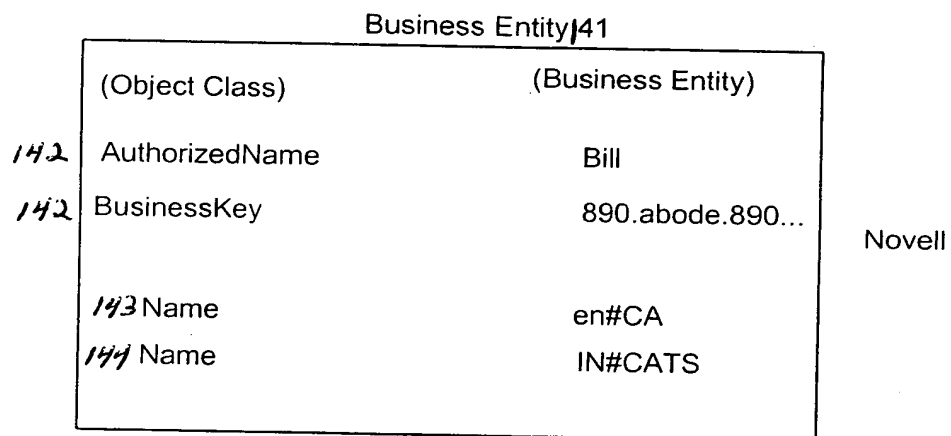 Business Entity 141
(Object Class) (Business Entity)
142 AuthorizedName Bill
142 BusinessKey 890.abode.890...
Novell
143 Name en#CA
144 Name IN#CATS